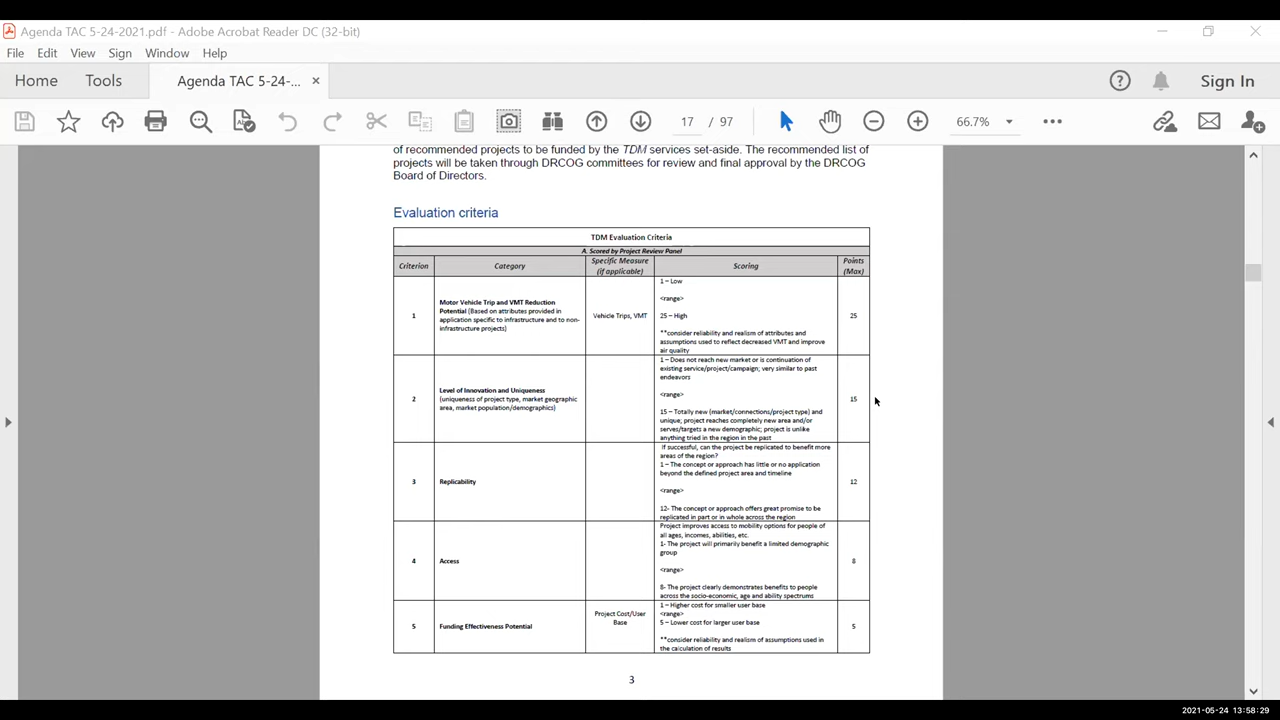 Agenda TAC 5-24-2021.pdf - Adobe Acrobat Reader DC (32-bit)
File Edit View Sign Window Help
Home Tools Agenda TAC 5-24-... × Sign In
17 / 97 66.7%
of recommended projects to be funded by the TDM services set-aside. The recommended list of
projects will be taken through DRCOG committees for review and final approval by the DRCOG
Board of Directors.
Evaluation criteria
TDM Evaluation Criteria
A. Scored by Project Review Panel
Criterion Category Specific Measure (if applicable) Scoring Points (Max)
1
Motor Vehicle Trip and VMT Reduction
Potential (Based on attributes provided in
application specific to infrastructure and to non-
infrastructure projects)
Vehicle Trips, VMT
1 – Low
<range>
25 – High
**consider reliability and realism of attributes and
assumptions used to reflect decreased VMT and improve
air quality
25
2
Level of Innovation and Uniqueness
(uniqueness of project type, market geographic
area, market population/demographics)
1 – Does not reach new market or is continuation of
existing service/project/campaign; very similar to past
endeavors
<range>
15 – Totally new (market/connections/project type) and
unique; project reaches completely new area and/or
serves/targets a new demographic; project is unlike
anything tried in the region in the past
15
3
Replicability
If successful, can the project be replicated to benefit more
areas of the region?
1 – The concept or approach has little or no application
beyond the defined project area and timeline
<range>
12- The concept or approach offers great promise to be
replicated in part or in whole across the region
12
4
Access
Project improves access to mobility options for people of
all ages, incomes, abilities, etc.
1- The project will primarily benefit a limited demographic
group
<range>
8- The project clearly demonstrates benefits to people
across the socio-economic, age and ability spectrums
8
5
Funding Effectiveness Potential
Project Cost/User
Base
1 – Higher cost for smaller user base
<range>
5 – Lower cost for larger user base
**consider reliability and realism of assumptions used in
the calculation of results
5
3
2021-05-24 13:58:29